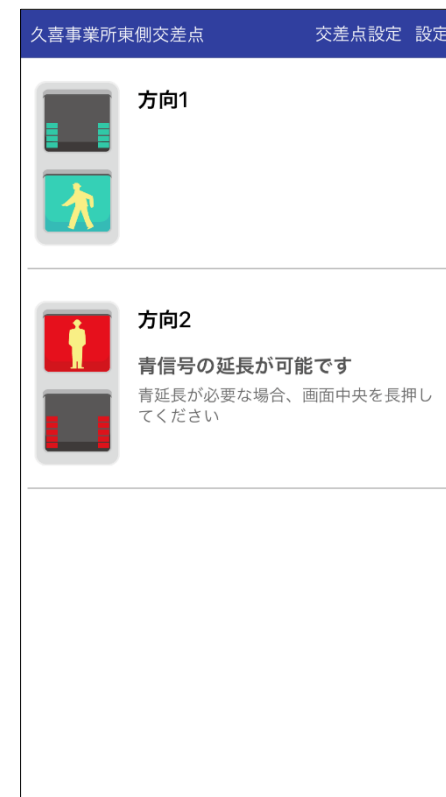 久喜事業所東側交差点 交差点設定 設定
方向1
方向2
青信号の延長が可能です
青延長が必要な場合、画面中央を長押し
てください